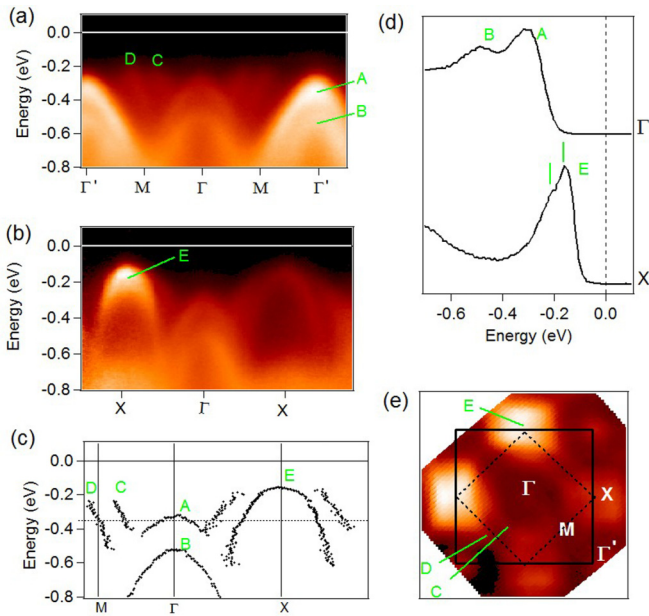 (a)
0.0
-0.2
-0.4
-0.6
-0.8
Energy (eV)
D C
A
B
Γ' M Γ M Γ'
(b)
0.0
-0.2
-0.4
-0.6
-0.8
Energy (eV)
E
X Γ X
(c)
0.0
-0.2
-0.4
-0.6
-0.8
Energy (eV)
D C A E
B
M Γ X
(d)
B A
Γ
E
X
-0.6 -0.4 -0.2 0.0
Energy (eV)
(e)
E
Γ X
M
Γ'
D
C